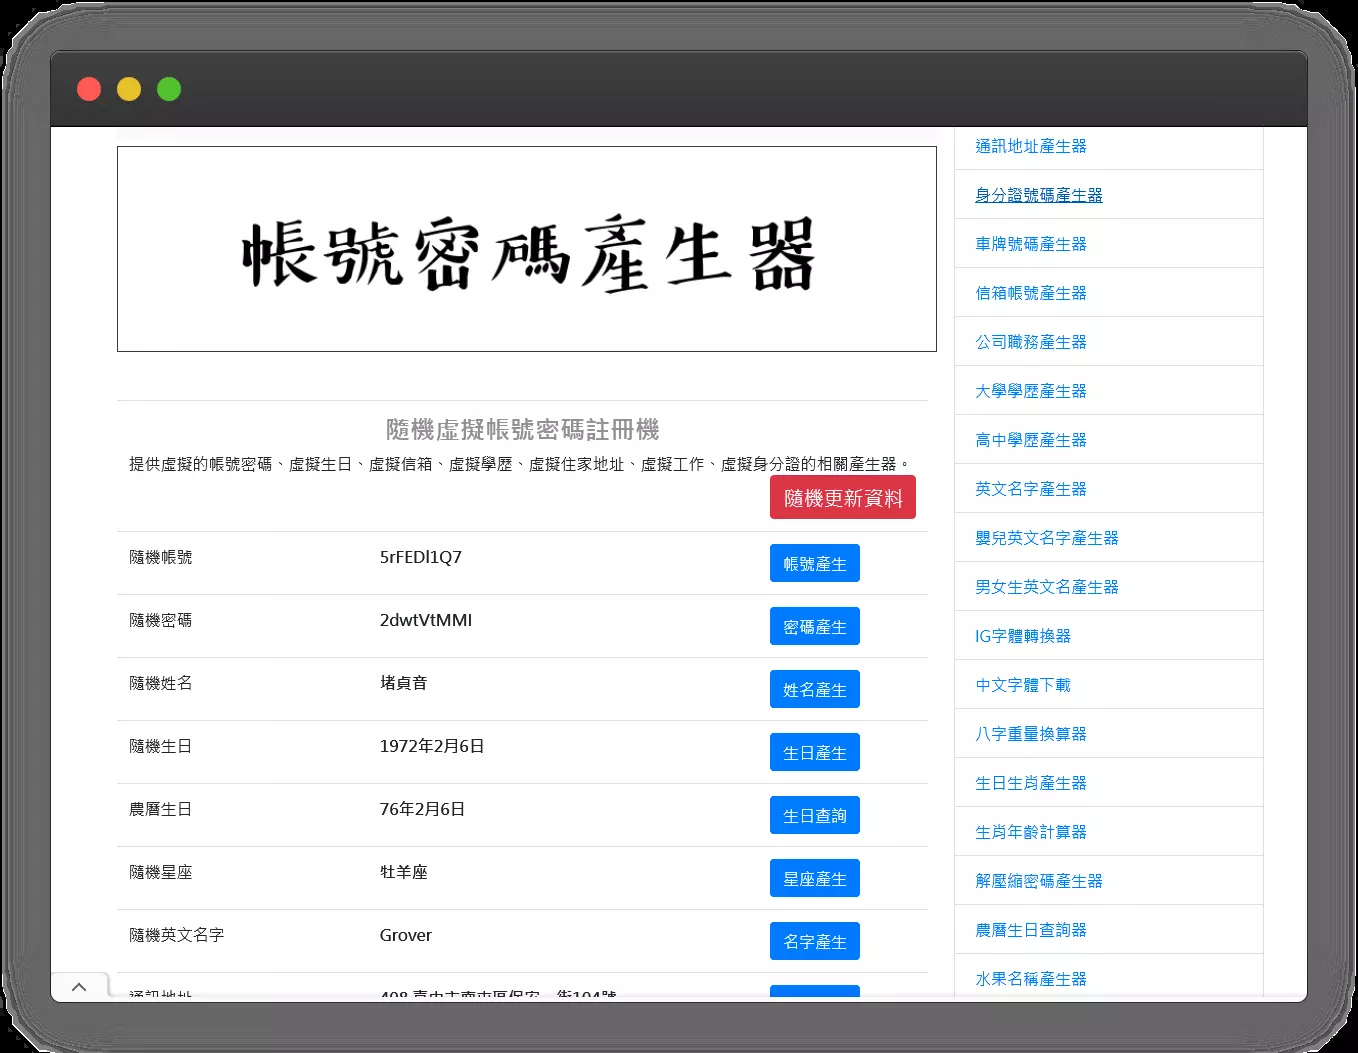 帳號密碼產生器
隨機虛擬帳號密碼註冊機
提供虛擬的帳號密碼、虛擬生日、虛擬信箱、虛擬學歷、虛擬住家地址、虛擬工作、虛擬身分證的相關產生器。
隨機更新資料
隨機帳號 5rFEDl1Q7 帳號產生
隨機密碼 2dwtVtMMI 密碼產生
隨機姓名 堵貞音 姓名產生
隨機生日 1972年2月6日 生日產生
農曆生日 76年2月6日 生日查詢
隨機星座 牡羊座 星座產生
隨機英文名字 Grover 名字產生
通訊地址產生器
身分證號碼產生器
車牌號碼產生器
信箱帳號產生器
公司職務產生器
大學學歷產生器
高中學歷產生器
英文名字產生器
嬰兒英文名字產生器
男女生英文名產生器
IG字體轉換器
中文字體下載
八字重量換算器
生日生肖產生器
生肖年齡計算器
解壓縮密碼產生器
農曆生日查詢器
水果名稱產生器